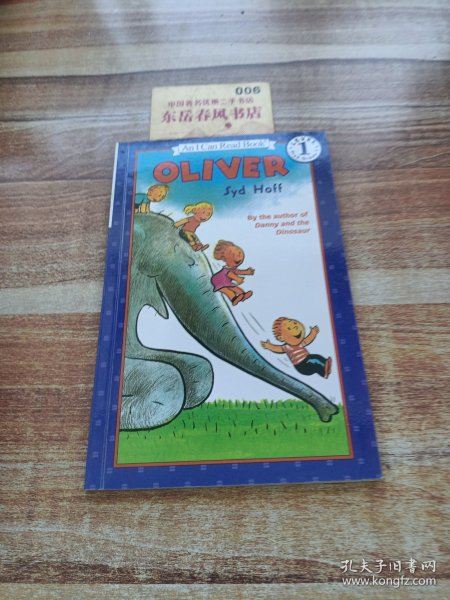 006
中国著名优秀二手书店
东岳春风书店
An I Can Read Book
1
OLIVER
Syd Hoff
By the author of
Danny and the
Dinosaur
孔夫子旧书网
www.kongfz.com